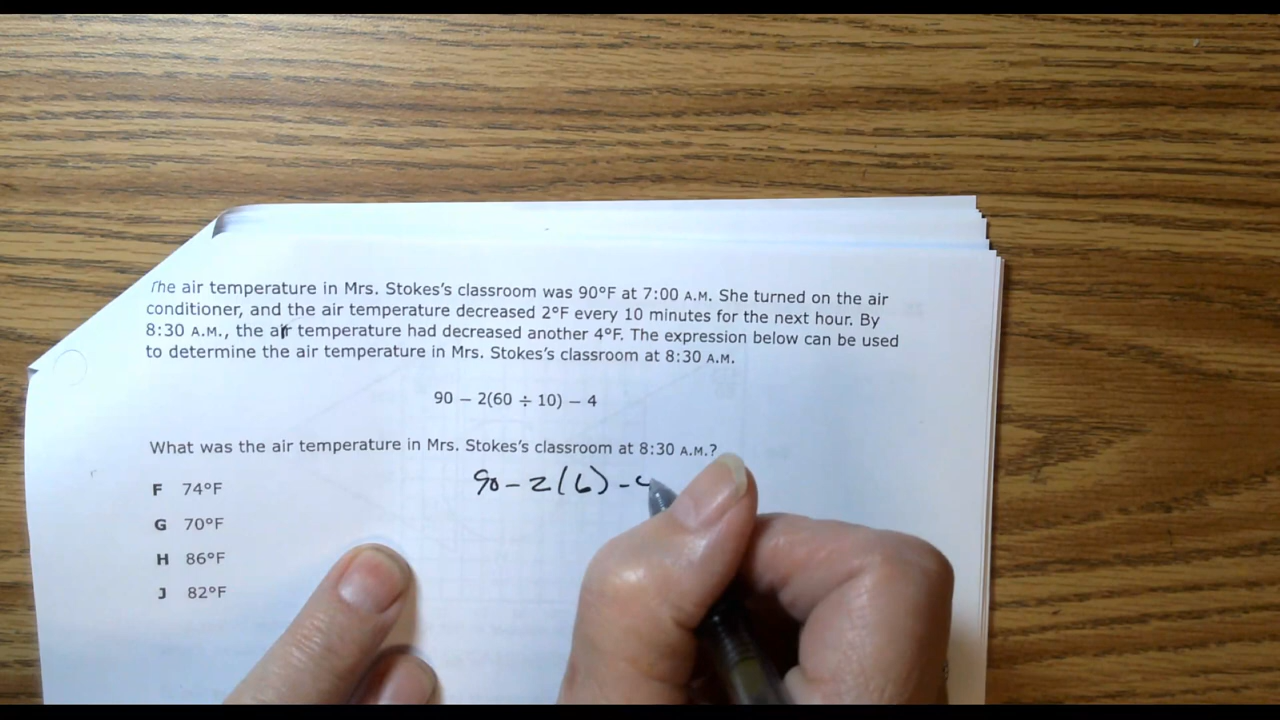 The air temperature in Mrs. Stokes's classroom was 90°F at 7:00 A.M. She turned on the air
conditioner, and the air temperature decreased 2°F every 10 minutes for the next hour. By
8:30 A.M., the air temperature had decreased another 4°F. The expression below can be used
to determine the air temperature in Mrs. Stokes's classroom at 8:30 A.M.
90 – 2(60 ÷ 10) – 4
What was the air temperature in Mrs. Stokes's classroom at 8:30 A.M.?
90 - 2 (6) -
F 74°F
G 70°F
H 86°F
J 82°F